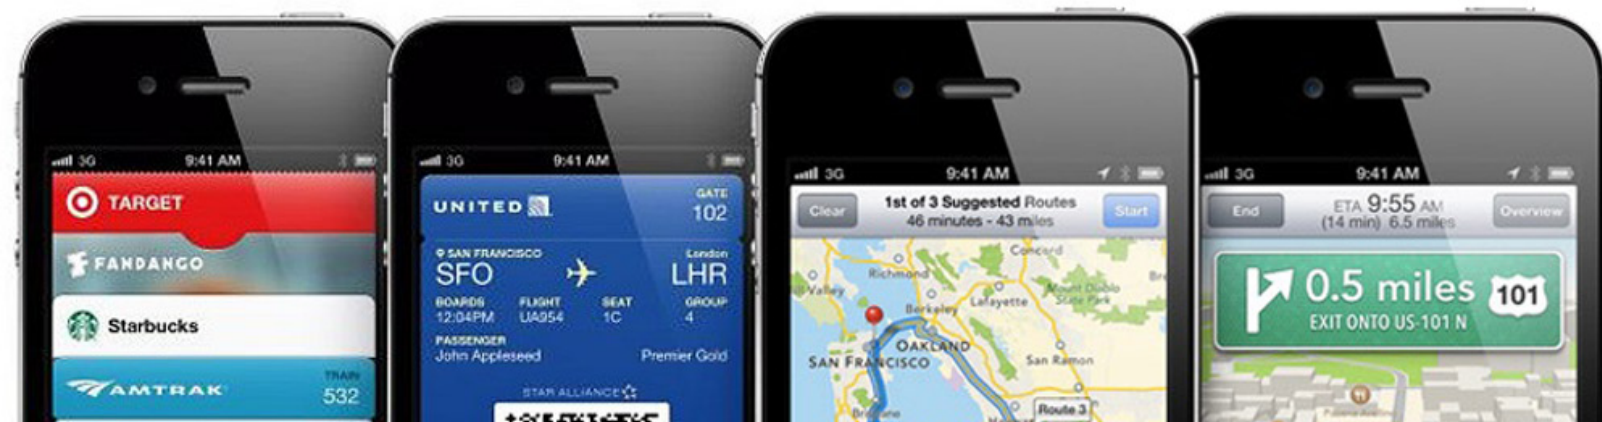 3G 9:41 AM
TARGET
FANDANGO
Starbucks
AMTRAK
TRAIN
532
3G 9:41 AM
UNITED
GATE
102
SAN FRANCISCO
SFO
London
LHR
BOARDS FLIGHT SEAT GROUP
12:04PM UA954 1C 4
PASSENGER
John Appleseed Premier Gold
STAR ALLIANCE
3G 9:41 AM
Clear
1st of 3 Suggested Routes
46 minutes - 43 miles
Start
Concord
Richmond
Valley
Mount Diablo
State Park
Berkeley
Lafayette
OAKLAND
SAN FRANCISCO
San Ramon
Brisbane
Route 3
3G 9:41 AM
End
ETA 9:55 AM
(14 min) 6.5 miles
Overview
0.5 miles
101
EXIT ONTO US-101 N